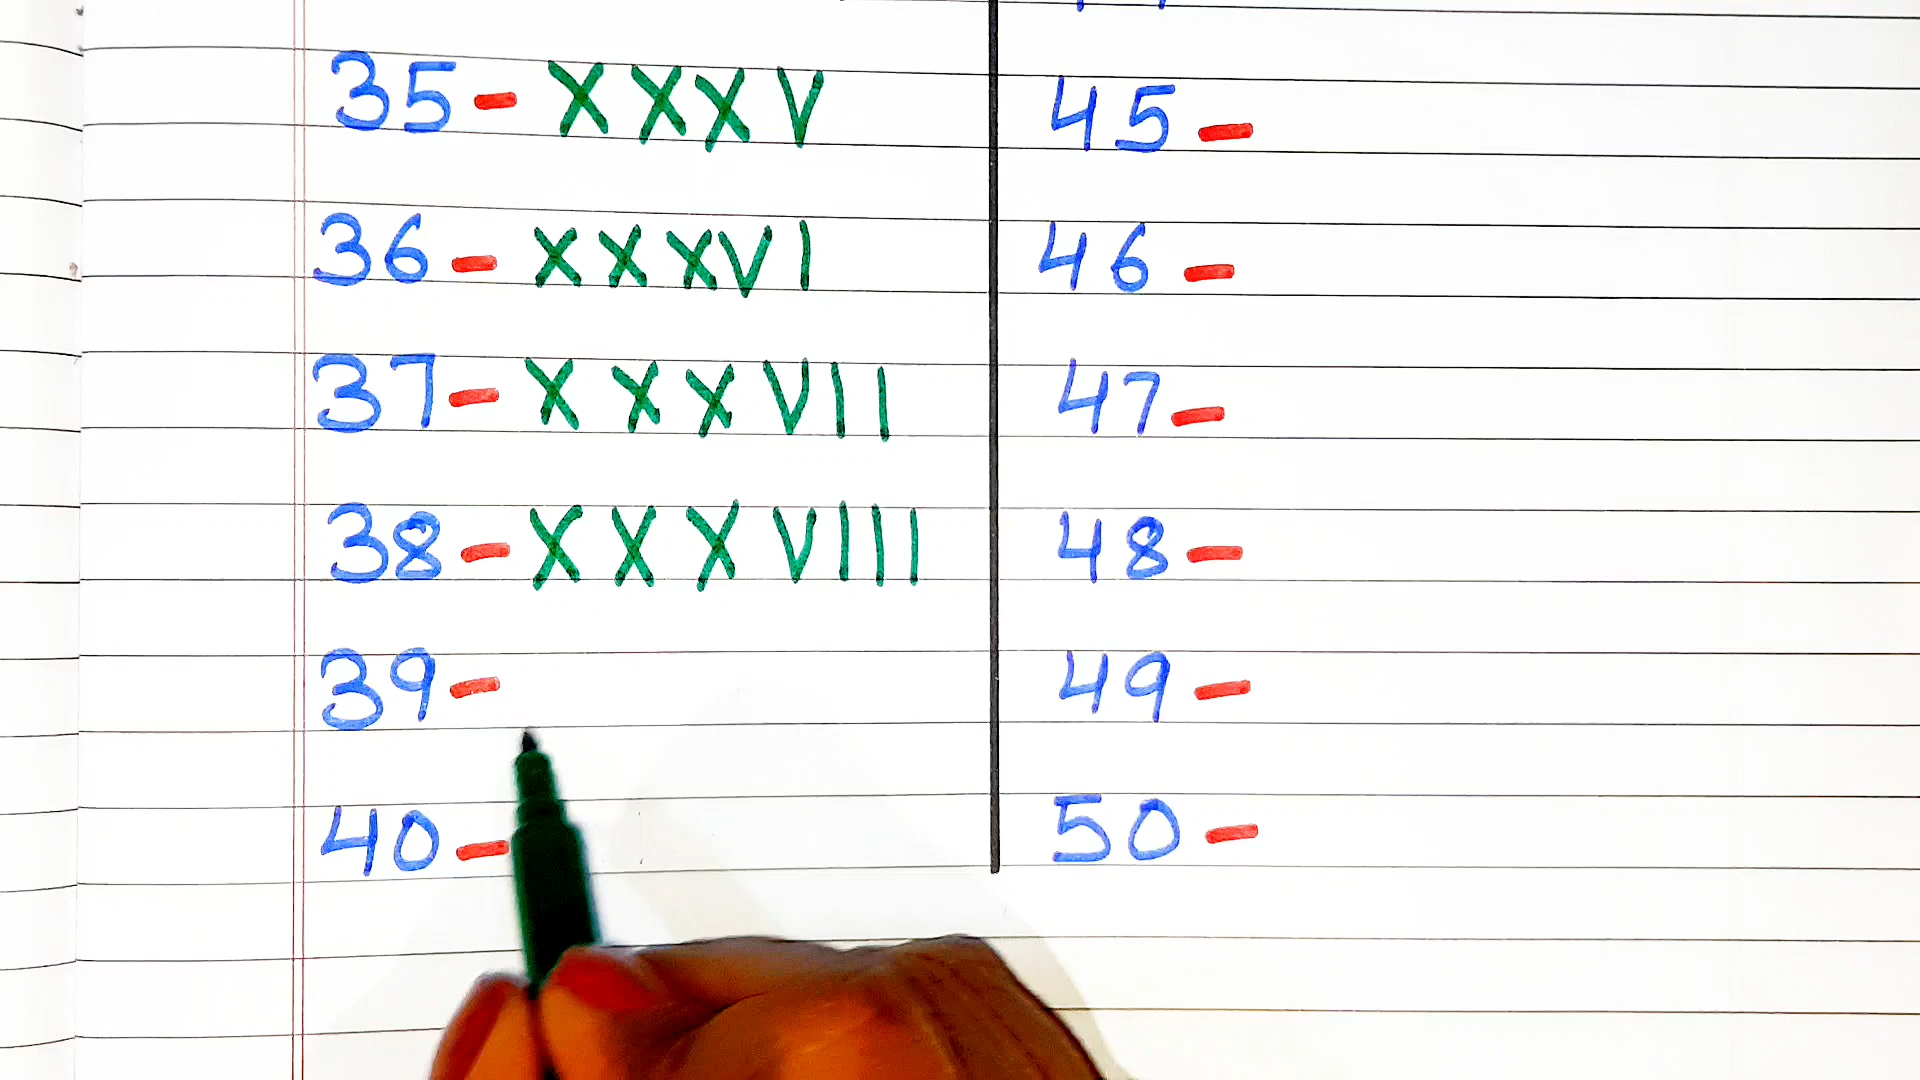 35 - XXXV
36 - XXXVI
37 - XXXVII
38 - XXXVIII
39 -
40 -
45 -
46 -
47 -
48 -
49 -
50 -